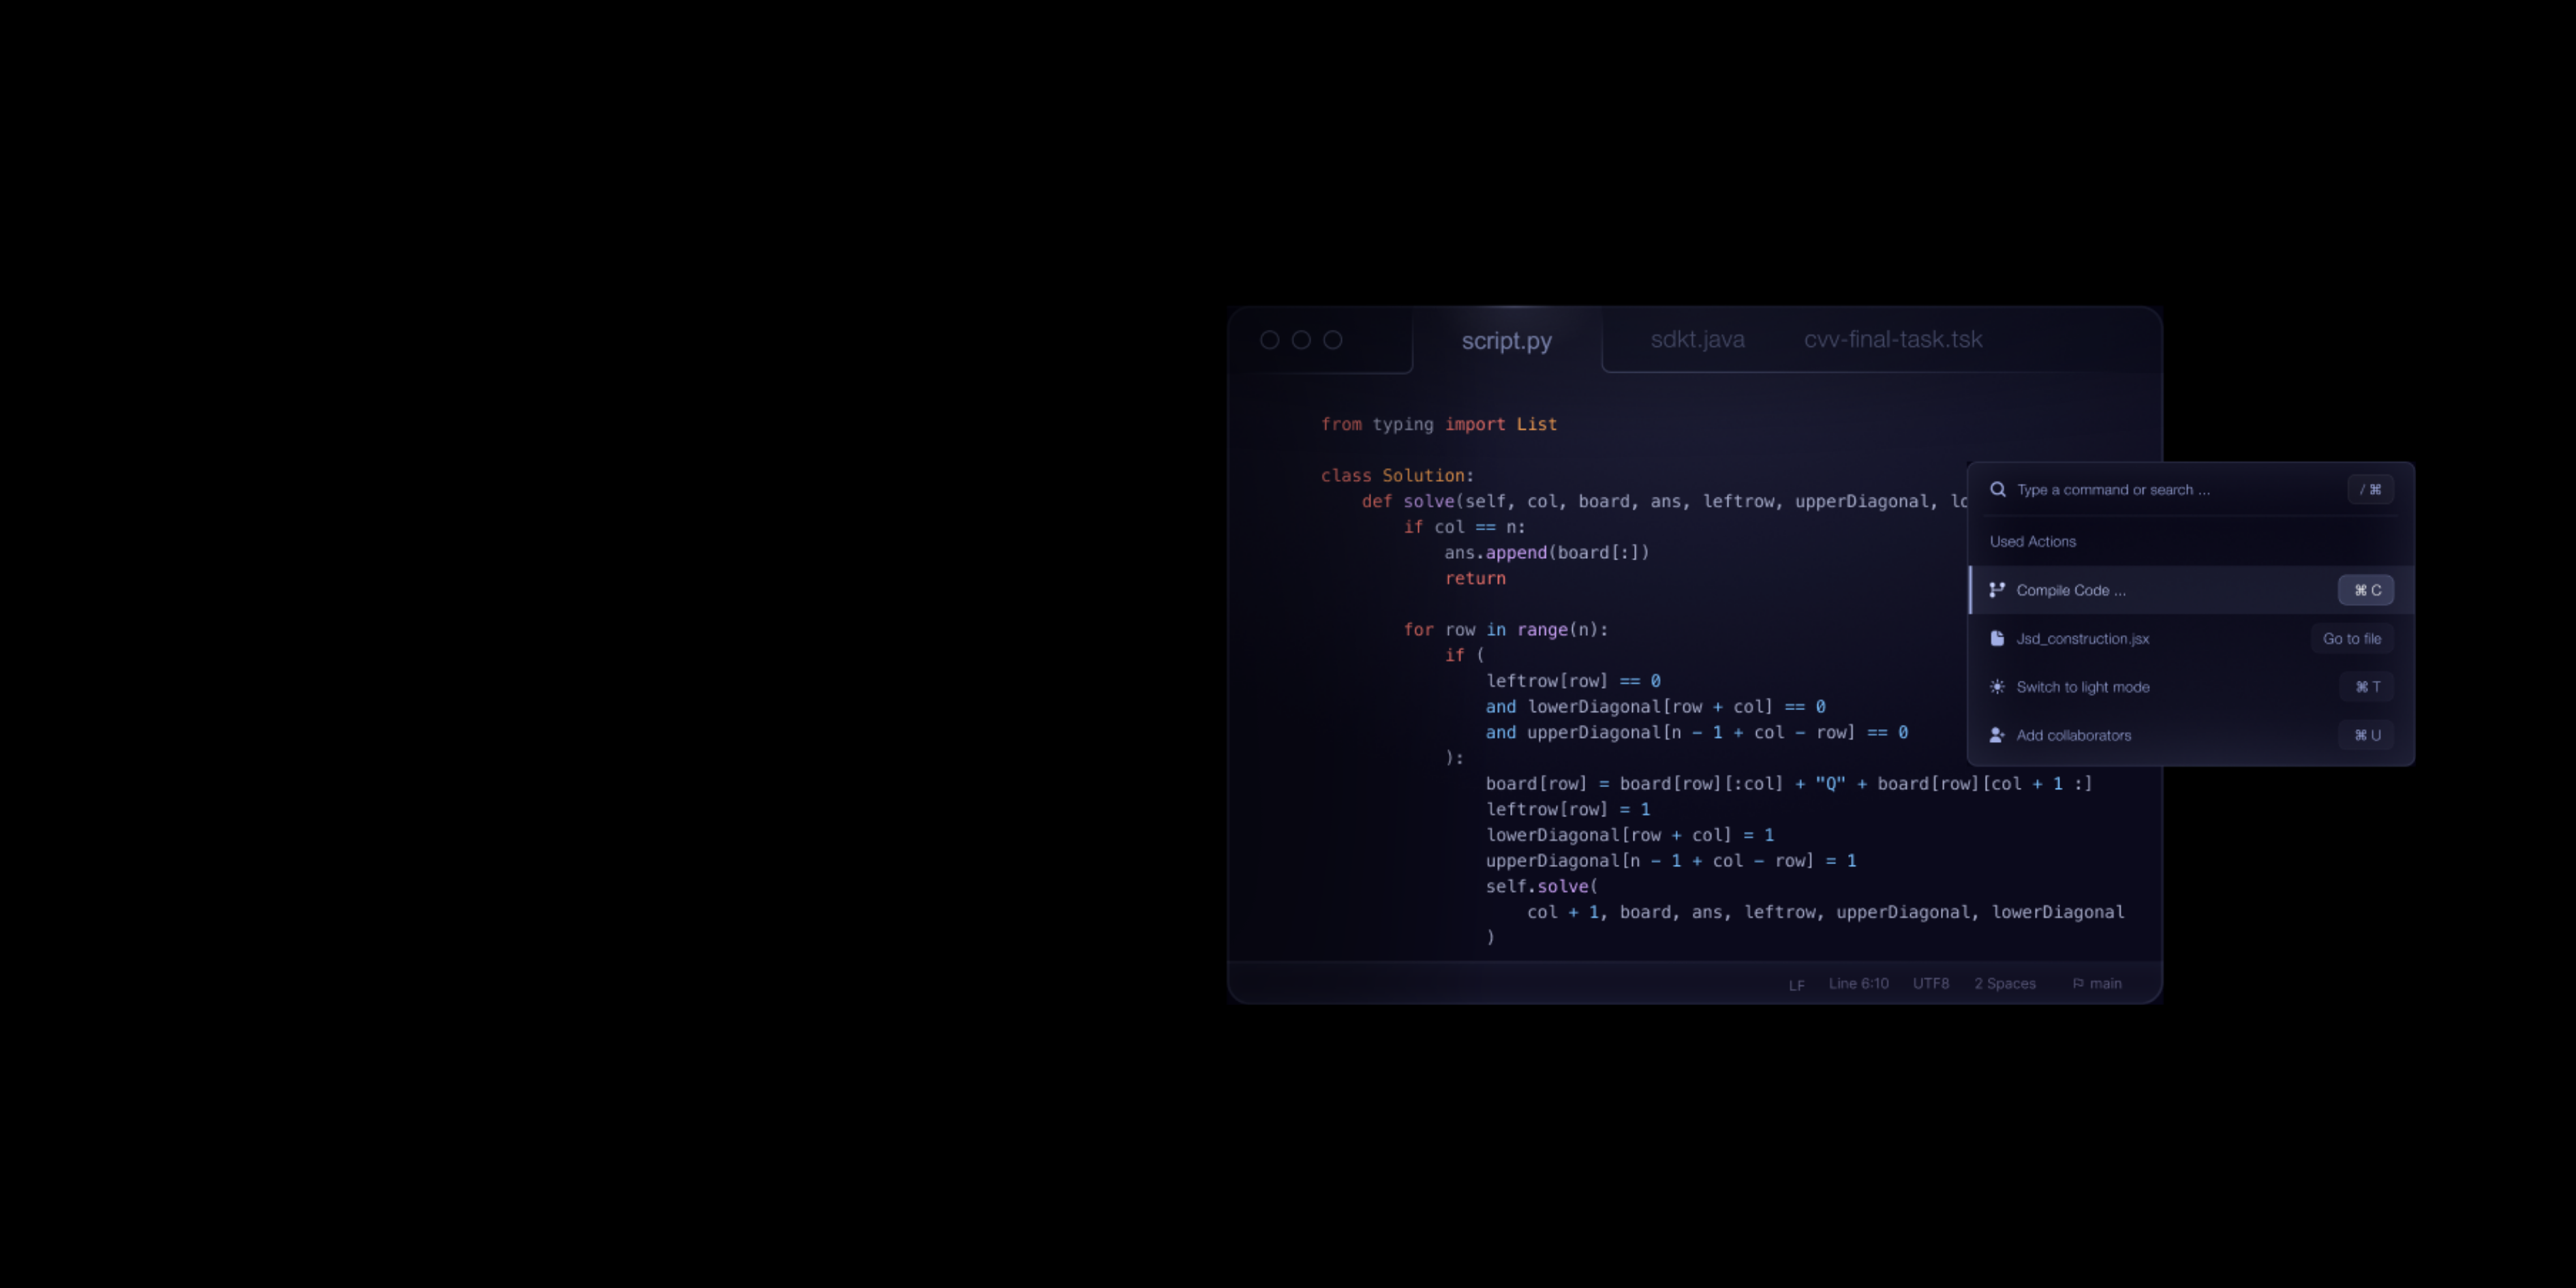 script.py sdkt.java cvv-final-task.tsk
from typing import List
class Solution:
    def solve(self, col, board, ans, leftrow, upperDiagonal, lo
        if col == n:
            ans.append(board[:])
            return
        for row in range(n):
            if (
                leftrow[row] == 0
                and lowerDiagonal[row + col] == 0
                and upperDiagonal[n - 1 + col - row] == 0
            ):
                board[row] = board[row][:col] + "Q" + board[row][col + 1 :]
                leftrow[row] = 1
                lowerDiagonal[row + col] = 1
                upperDiagonal[n - 1 + col - row] = 1
                self.solve(
                    col + 1, board, ans, leftrow, upperDiagonal, lowerDiagonal
                )
LF Line 6:10 UTF8 2 Spaces main
Type a command or search ... / ⌘
Used Actions
Compile Code ... ⌘ C
Jsd_construction.jsx Go to file
Switch to light mode ⌘ T
Add collaborators ⌘ U